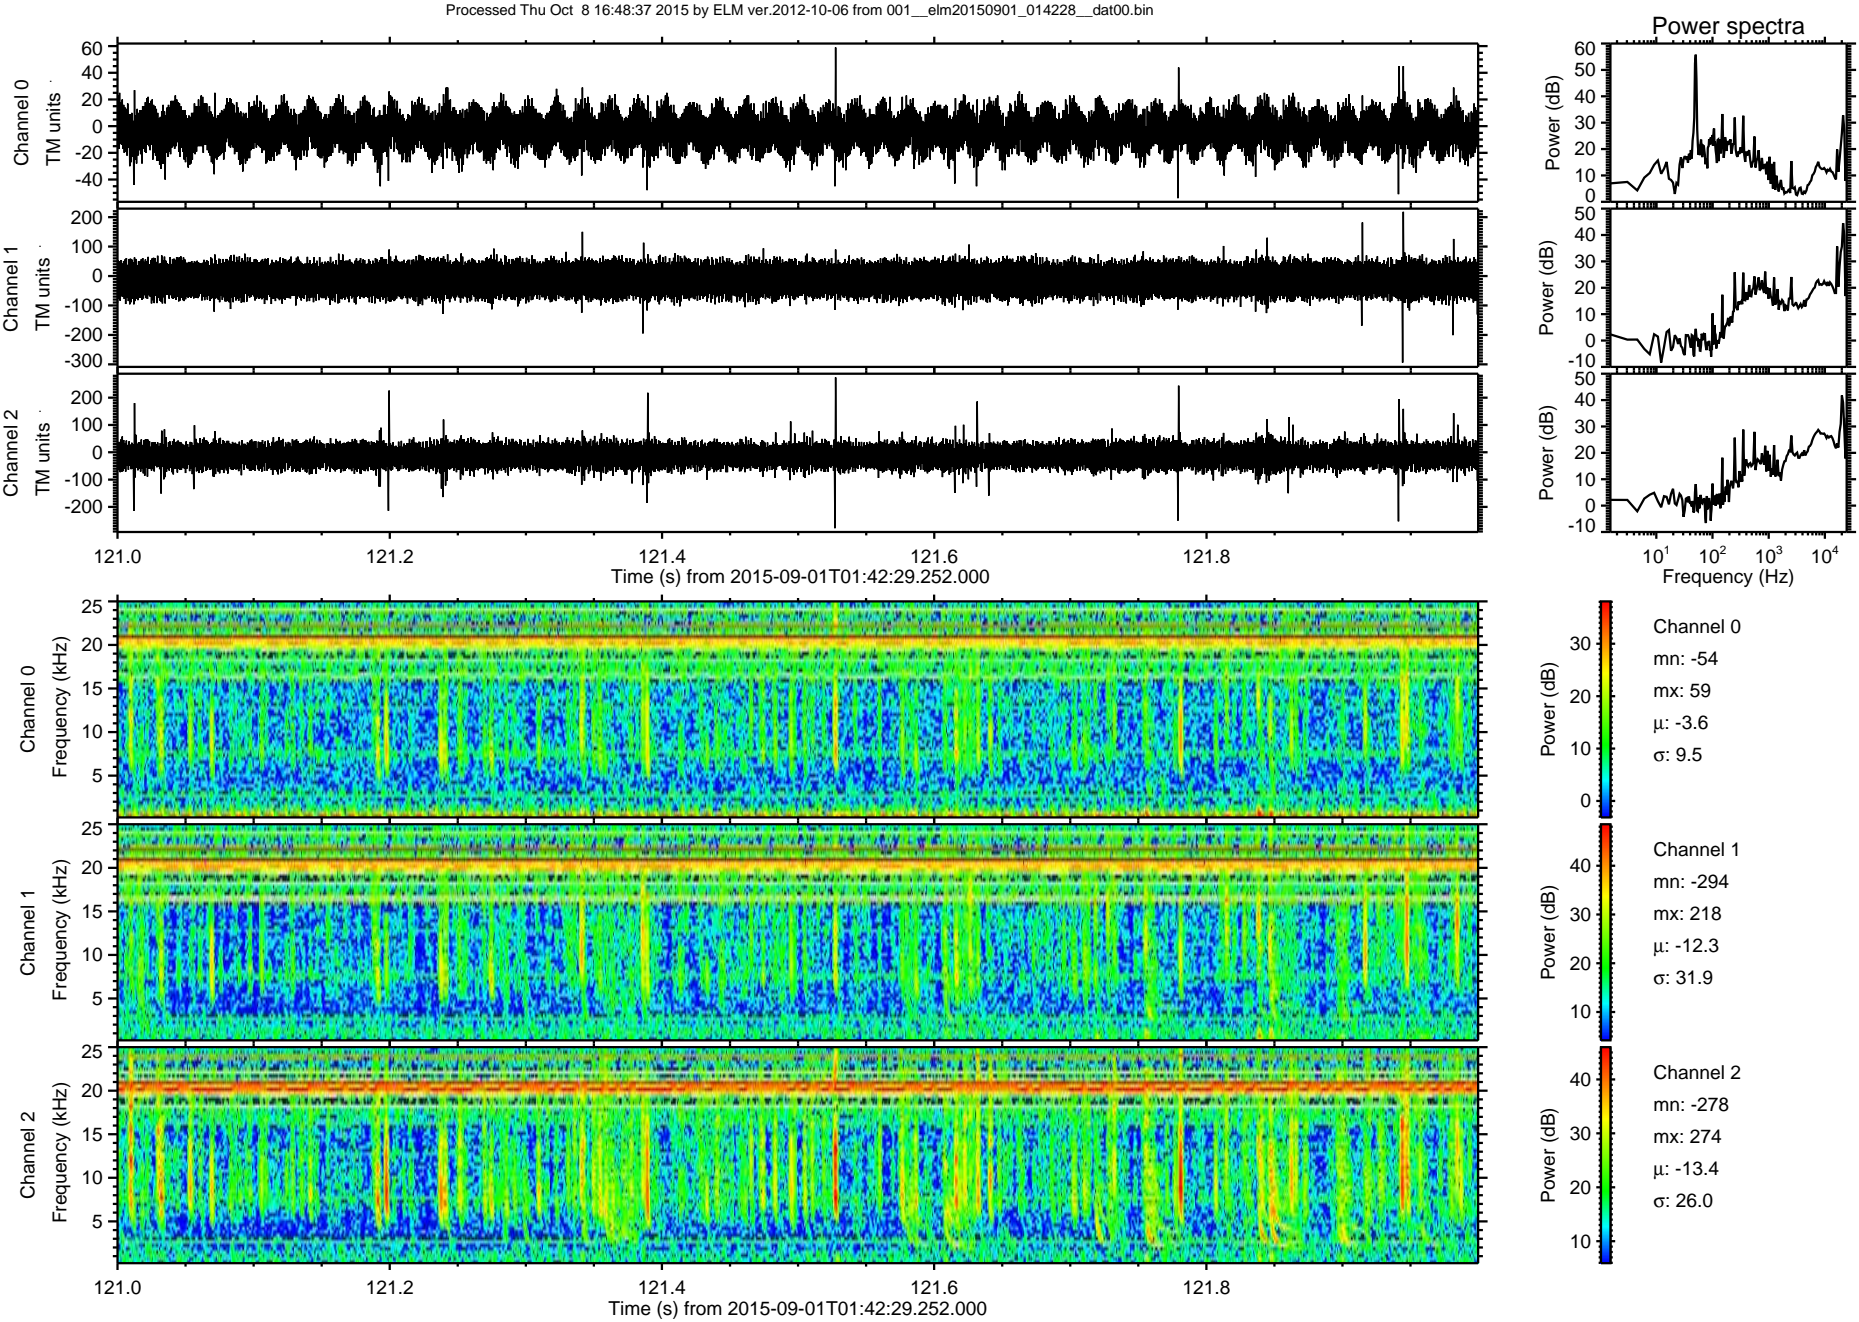 Processed Thu Oct  8 16:48:37 2015 by ELM ver.2012-10-06 from 001__elm20150901_014228__dat00.bin
Power spectra
Channel 0
TM units
60
40
20
0
-20
-40
Power (dB)
60
50
40
30
20
10
0
Channel 1
TM units
200
100
0
-100
-200
-300
Power (dB)
50
40
30
20
10
0
-10
Channel 2
TM units
200
100
0
-100
-200
Power (dB)
50
40
30
20
10
0
-10
121.0 121.2 121.4 121.6 121.8
Time (s) from 2015-09-01T01:42:29.252.000
10¹ 10² 10³ 10⁴
Frequency (Hz)
Channel 0
Frequency (kHz)
25
20
15
10
5
Power (dB)
30
20
10
0
Channel 0
mn: -54
mx: 59
μ: -3.6
σ: 9.5
Channel 1
Frequency (kHz)
25
20
15
10
5
Power (dB)
40
30
20
10
Channel 1
mn: -294
mx: 218
μ: -12.3
σ: 31.9
Channel 2
Frequency (kHz)
25
20
15
10
5
Power (dB)
40
30
20
10
Channel 2
mn: -278
mx: 274
μ: -13.4
σ: 26.0
121.0 121.2 121.4 121.6 121.8
Time (s) from 2015-09-01T01:42:29.252.000